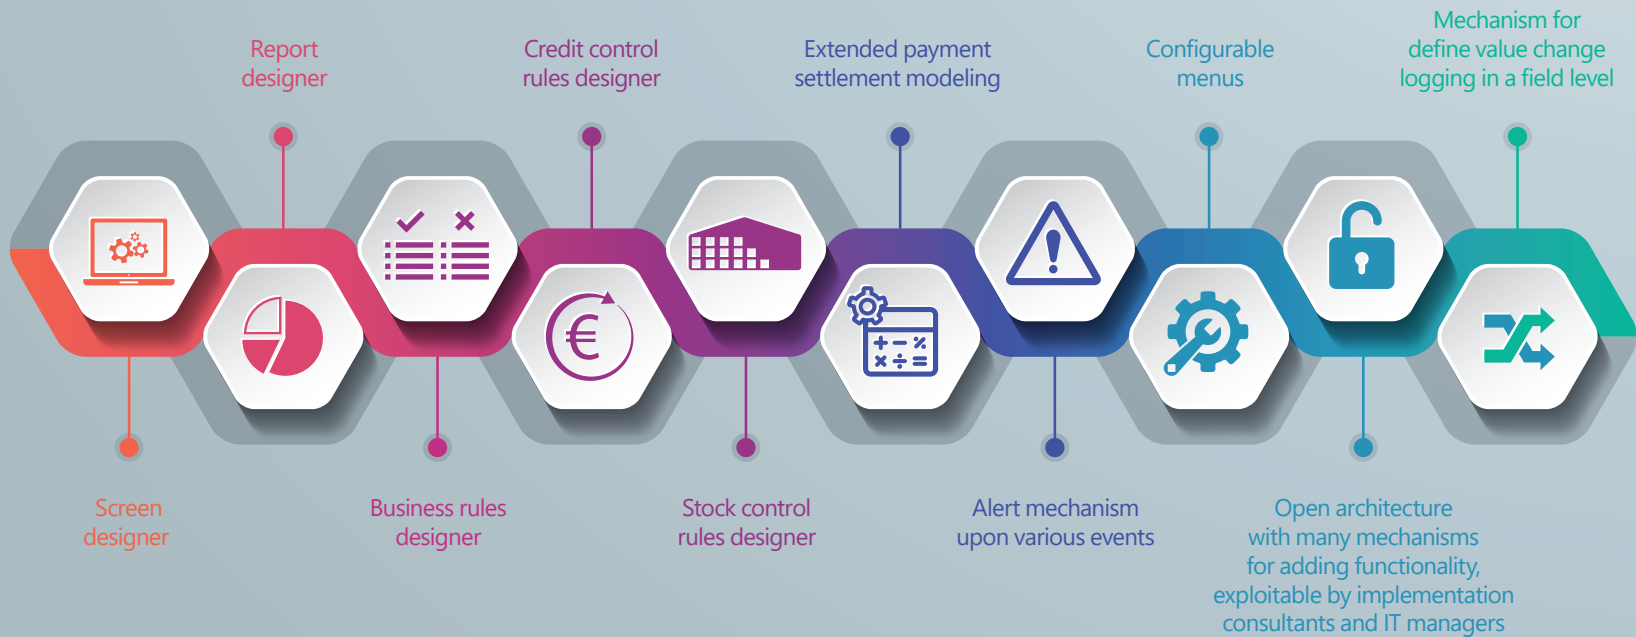 Report
designer
Credit control
rules designer
Extended payment
settlement modeling
Configurable
menus
Mechanism for
define value change
logging in a field level
Screen
designer
Business rules
designer
Stock control
rules designer
Alert mechanism
upon various events
Open architecture
with many mechanisms
for adding functionality,
exploitable by implementation
consultants and IT managers